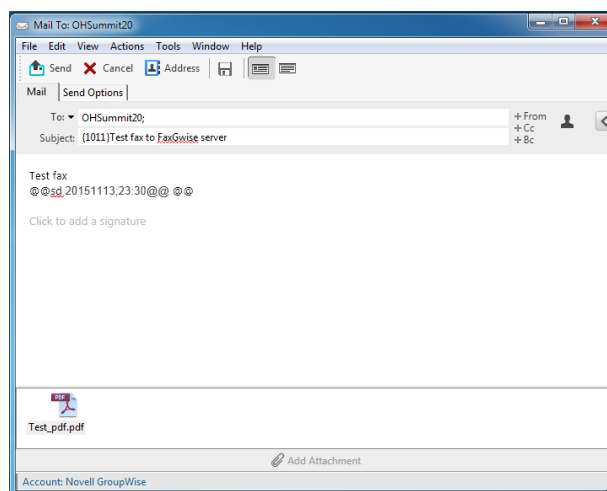 Mail To: OHSummit20
File Edit View Actions Tools Window Help
Send Cancel Address
Mail Send Options
To: OHSummit20; + From
+ Cc
Subject: (1011)Test fax to FaxGwise server + Bc
Test fax
@@sd 20151113;23:30@@ @@
Click to add a signature
PDF
Test_pdf.pdf
Add Attachment
Account: Novell GroupWise